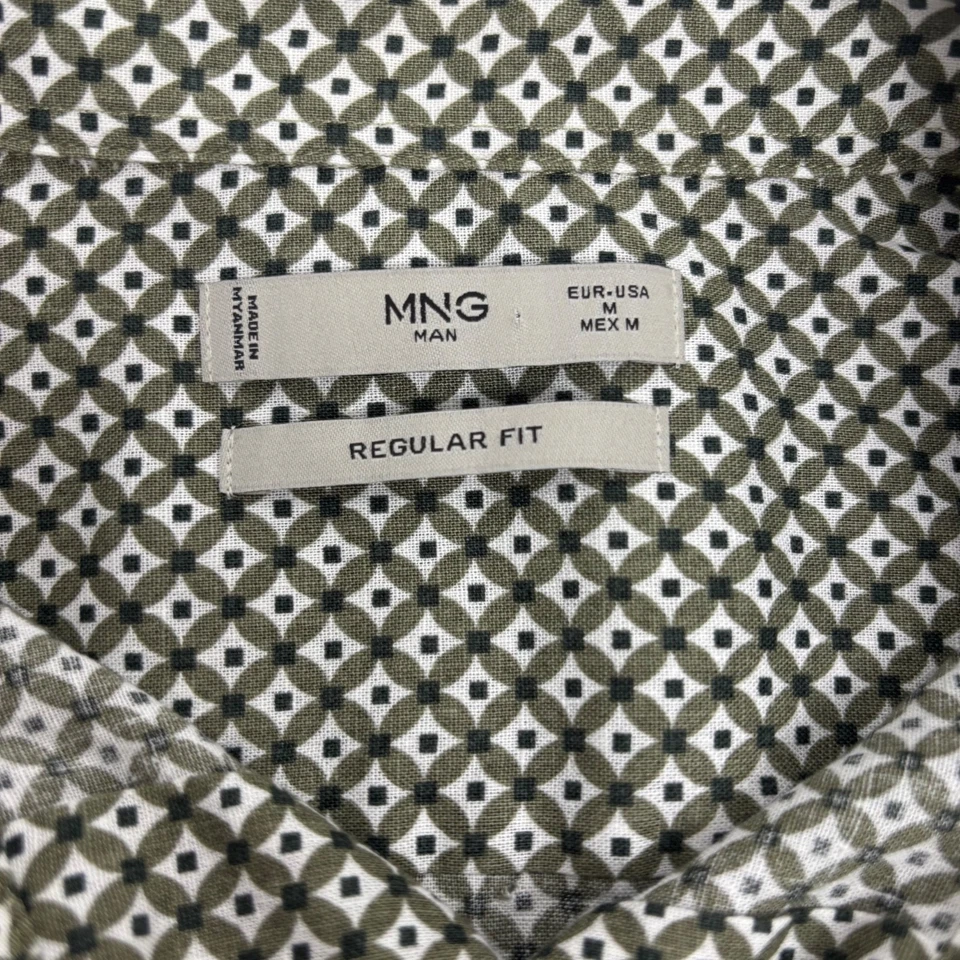 MADE IN
MYANMAR
MNG
MAN
EUR-USA
M
MEX M
REGULAR FIT